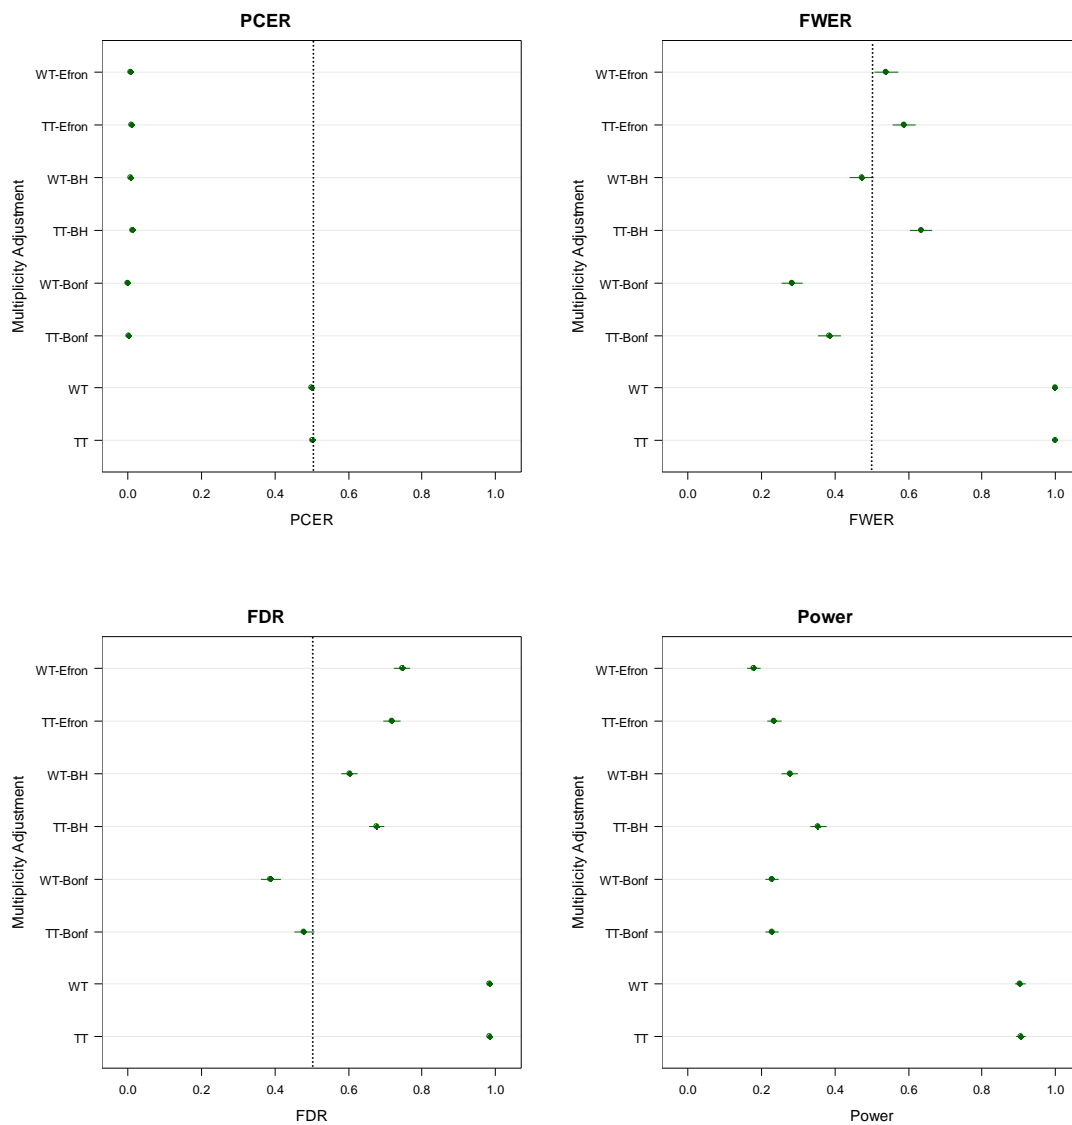 PCER
Multiplicity Adjustment
WT-Efron
TT-Efron
WT-BH
TT-BH
WT-Bonf
TT-Bonf
WT
TT
0.0 0.2 0.4 0.6 0.8 1.0
PCER
FWER
Multiplicity Adjustment
WT-Efron
TT-Efron
WT-BH
TT-BH
WT-Bonf
TT-Bonf
WT
TT
0.0 0.2 0.4 0.6 0.8 1.0
FWER
FDR
Multiplicity Adjustment
WT-Efron
TT-Efron
WT-BH
TT-BH
WT-Bonf
TT-Bonf
WT
TT
0.0 0.2 0.4 0.6 0.8 1.0
FDR
Power
Multiplicity Adjustment
WT-Efron
TT-Efron
WT-BH
TT-BH
WT-Bonf
TT-Bonf
WT
TT
0.0 0.2 0.4 0.6 0.8 1.0
Power